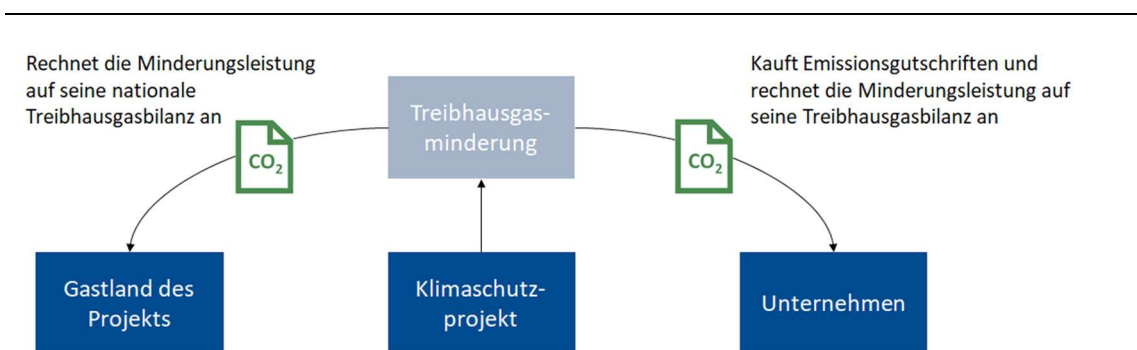 Rechnet die Minderungsleistung
auf seine nationale
Treibhausgasbilanz an
Kauft Emissionsgutschriften und
rechnet die Minderungsleistung auf
seine Treibhausgasbilanz an
Treibhausgas-
minderung
CO₂
CO₂
Gastland des
Projekts
Klimaschutz-
projekt
Unternehmen